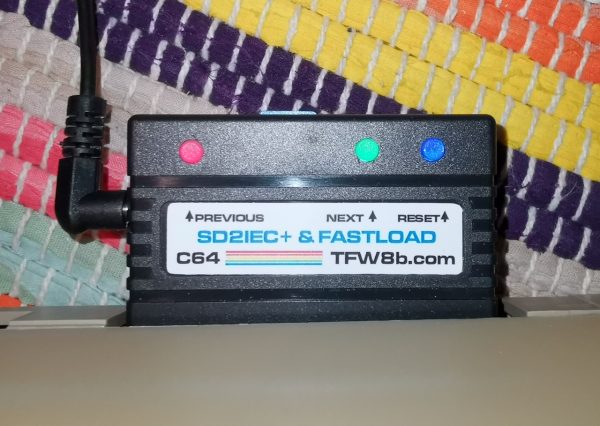 PREVIOUS NEXT RESET
SD2IEC+ & FASTLOAD
C64 TFW8b.com